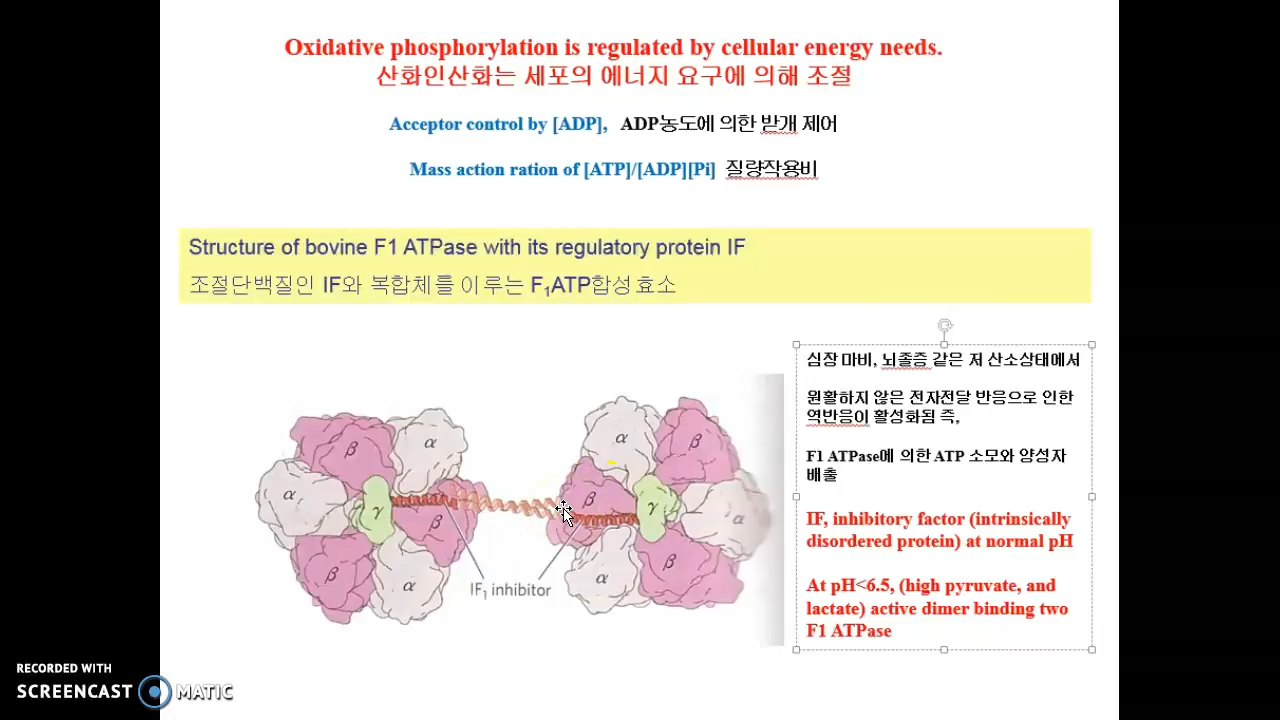 Oxidative phosphorylation is regulated by cellular energy needs.
산화인산화는 세포의 에너지 요구에 의해 조절
Acceptor control by [ADP], ADP농도에 의한 받개 제어
Mass action ration of [ATP]/[ADP][Pi] 질량작용비
Structure of bovine F1 ATPase with its regulatory protein IF
조절단백질인 IF와 복합체를 이루는 F₁ATP합성효소
심장 마비, 뇌졸증 같은 저 산소상태에서
원활하지 않은 전자전달 반응으로 인한
역반응이 활성화됨 즉,
F1 ATPase에 의한 ATP 소모와 양성자
배출
IF, inhibitory factor (intrinsically
disordered protein) at normal pH
At pH<6.5, (high pyruvate, and
lactate) active dimer binding two
F1 ATPase
β
α
α
γ
β
β
α
α
β
β
γ
α
α
β
IF₁ inhibitor
RECORDED WITH
SCREENCAST MATIC